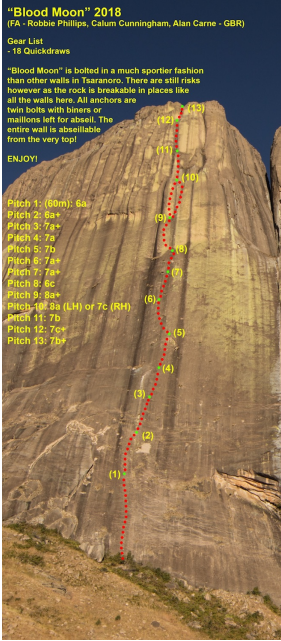 “Blood Moon” 2018
(FA - Robbie Phillips, Calum Cunningham, Alan Carne - GBR)
Gear List
- 18 Quickdraws
“Blood Moon” is bolted in a much sportier fashion
than other walls in Tsaranoro. There are still risks
however as the rock is breakable in places like
all the walls here. All anchors are
twin bolts with biners or
maillons left for abseil. The
entire wall is abseillable
from the very top!
ENJOY!
Pitch 1: (60m): 6a
Pitch 2: 6a+
Pitch 3: 7a+
Pitch 4: 7a
Pitch 5: 7b
Pitch 6: 7a+
Pitch 7: 7a+
Pitch 8: 6c
Pitch 9: 8a+
Pitch 10: 8a (LH) or 7c (RH)
Pitch 11: 7b
Pitch 12: 7c+
Pitch 13: 7b+
(13)
(12)
(11)
(10)
(9)
(8)
(7)
(6)
(5)
(4)
(3)
(2)
(1)